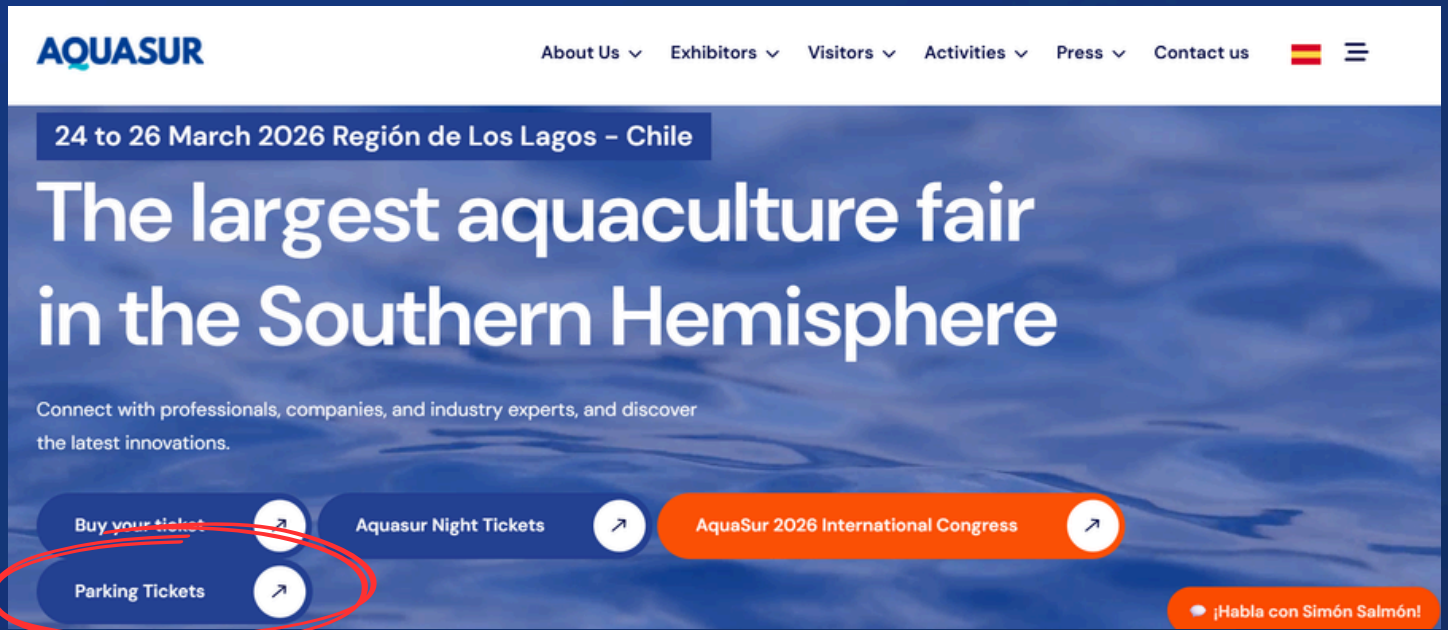 AQUASUR
About Us Exhibitors Visitors Activities Press Contact us
24 to 26 March 2026 Región de Los Lagos - Chile
The largest aquaculture fair
in the Southern Hemisphere
Connect with professionals, companies, and industry experts, and discover
the latest innovations.
Buy your ticket Aquasur Night Tickets AquaSur 2026 International Congress
Parking Tickets
¡Habla con Simón Salmón!